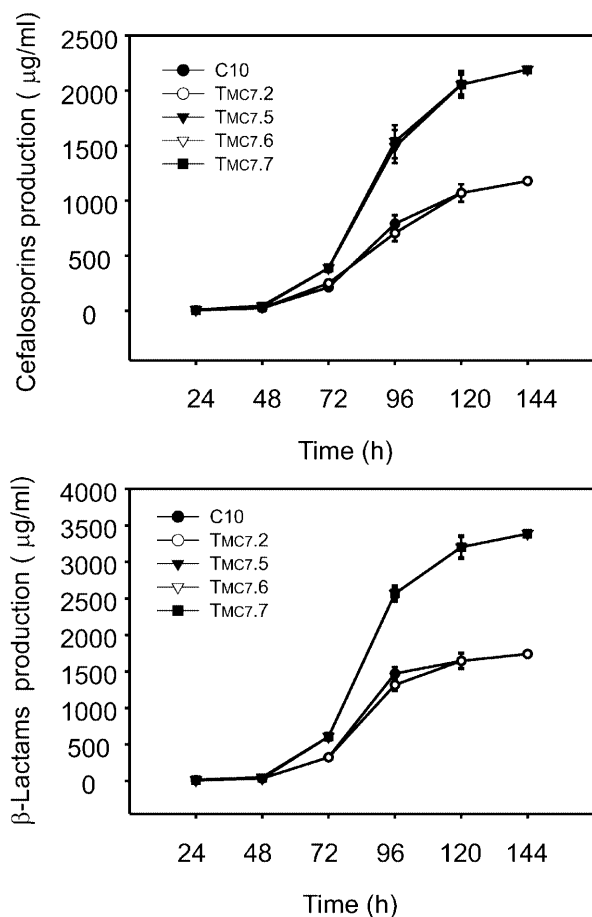 Cefalosporins production ( μg/ml)
2500
2000
1500
1000
500
0
C10
TMC7.2
TMC7.5
TMC7.6
TMC7.7
24 48 72 96 120 144
Time (h)
β-Lactams production ( μg/ml)
4000
3500
3000
2500
2000
1500
1000
500
0
C10
TMC7.2
TMC7.5
TMC7.6
TMC7.7
24 48 72 96 120 144
Time (h)